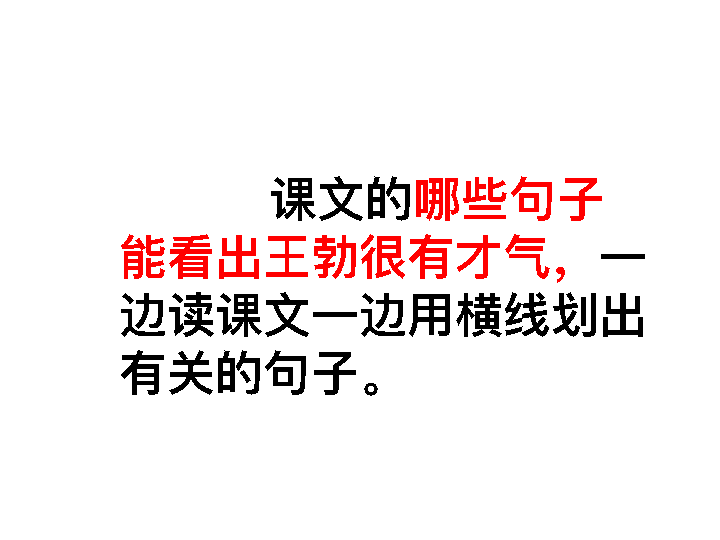 课文的哪些句子
能看出王勃很有才气，一
边读课文一边用横线划出
有关的句子。